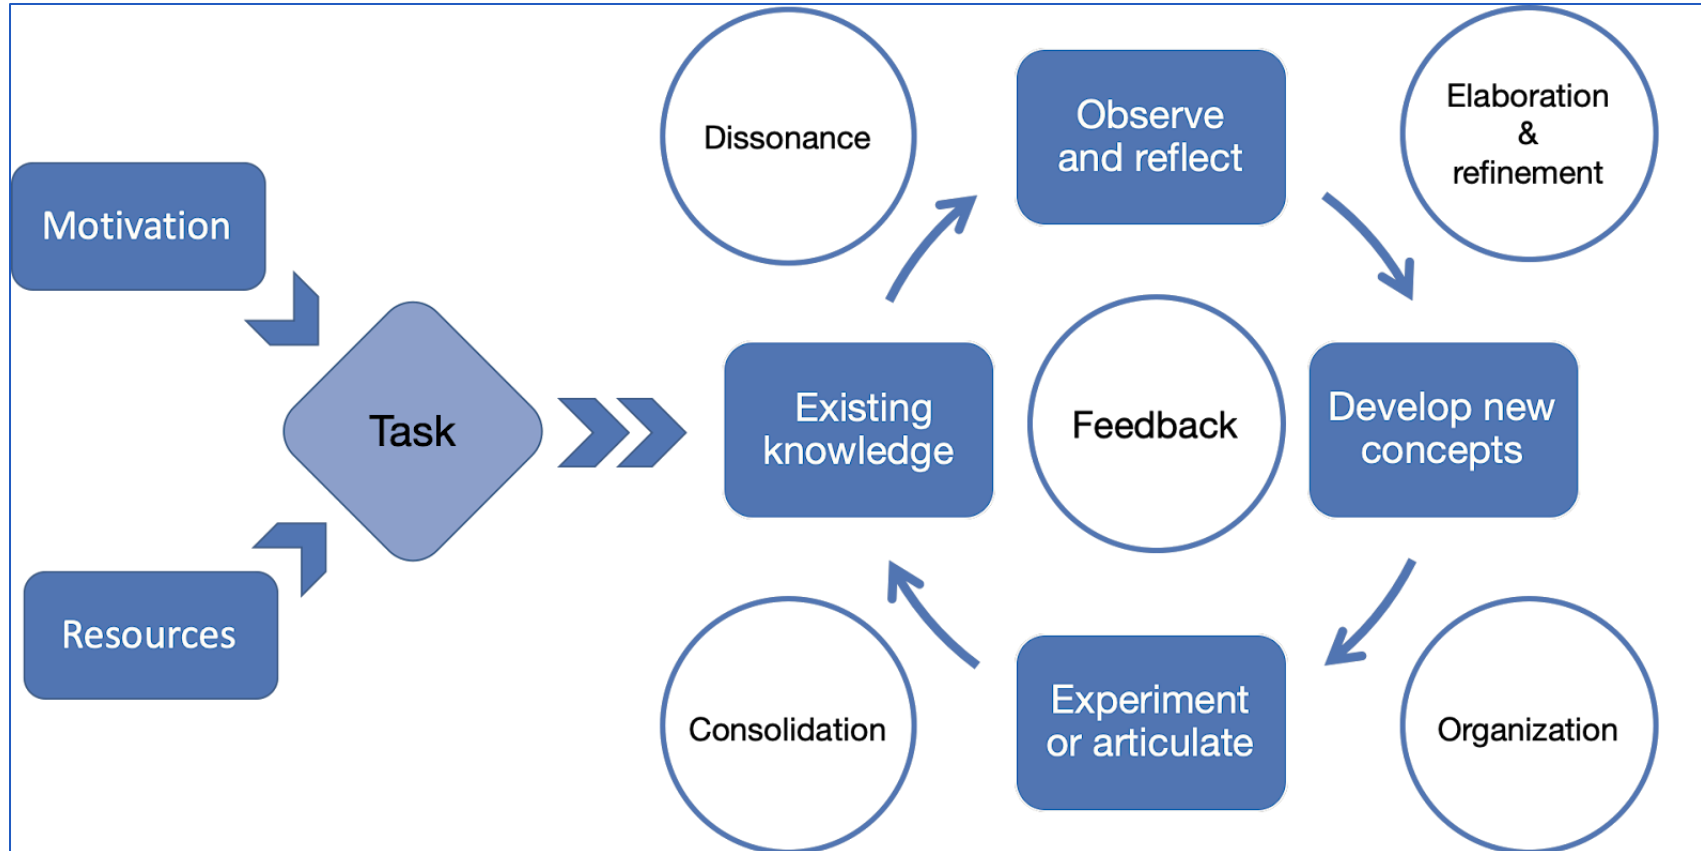 Motivation
Resources
Task
Dissonance
Observe
and reflect
Elaboration
&
refinement
Existing
knowledge
Feedback
Develop new
concepts
Consolidation
Experiment
or articulate
Organization